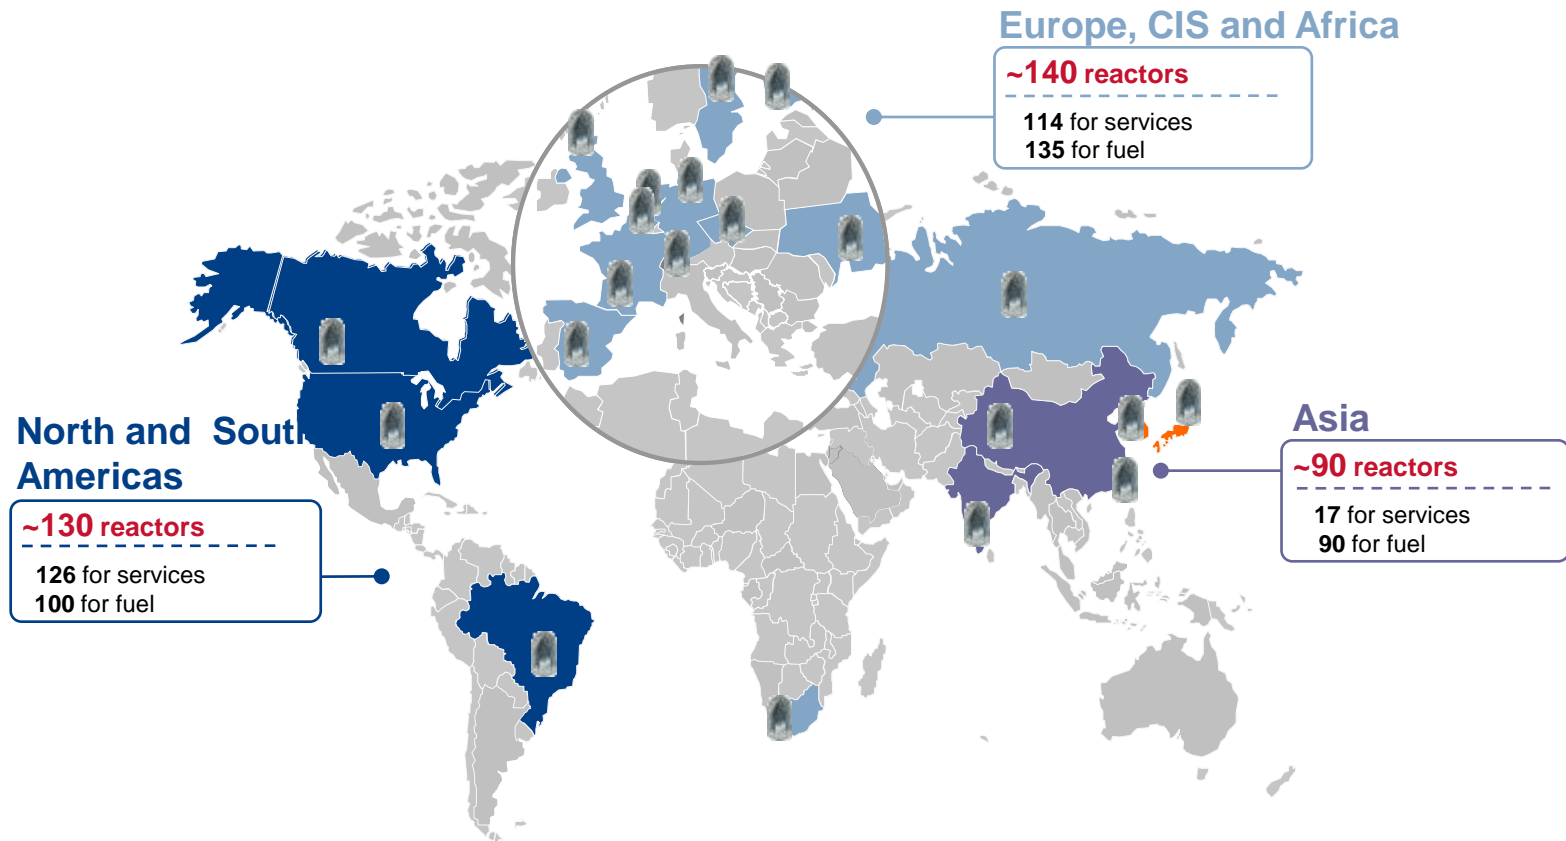 Europe, CIS and Africa
~140 reactors
114 for services
135 for fuel
North and South
Americas
~130 reactors
126 for services
100 for fuel
Asia
~90 reactors
17 for services
90 for fuel